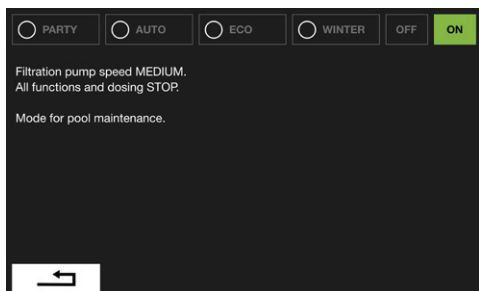 PARTY AUTO ECO WINTER OFF ON
Filtration pump speed MEDIUM.
All functions and dosing STOP.
Mode for pool maintenance.